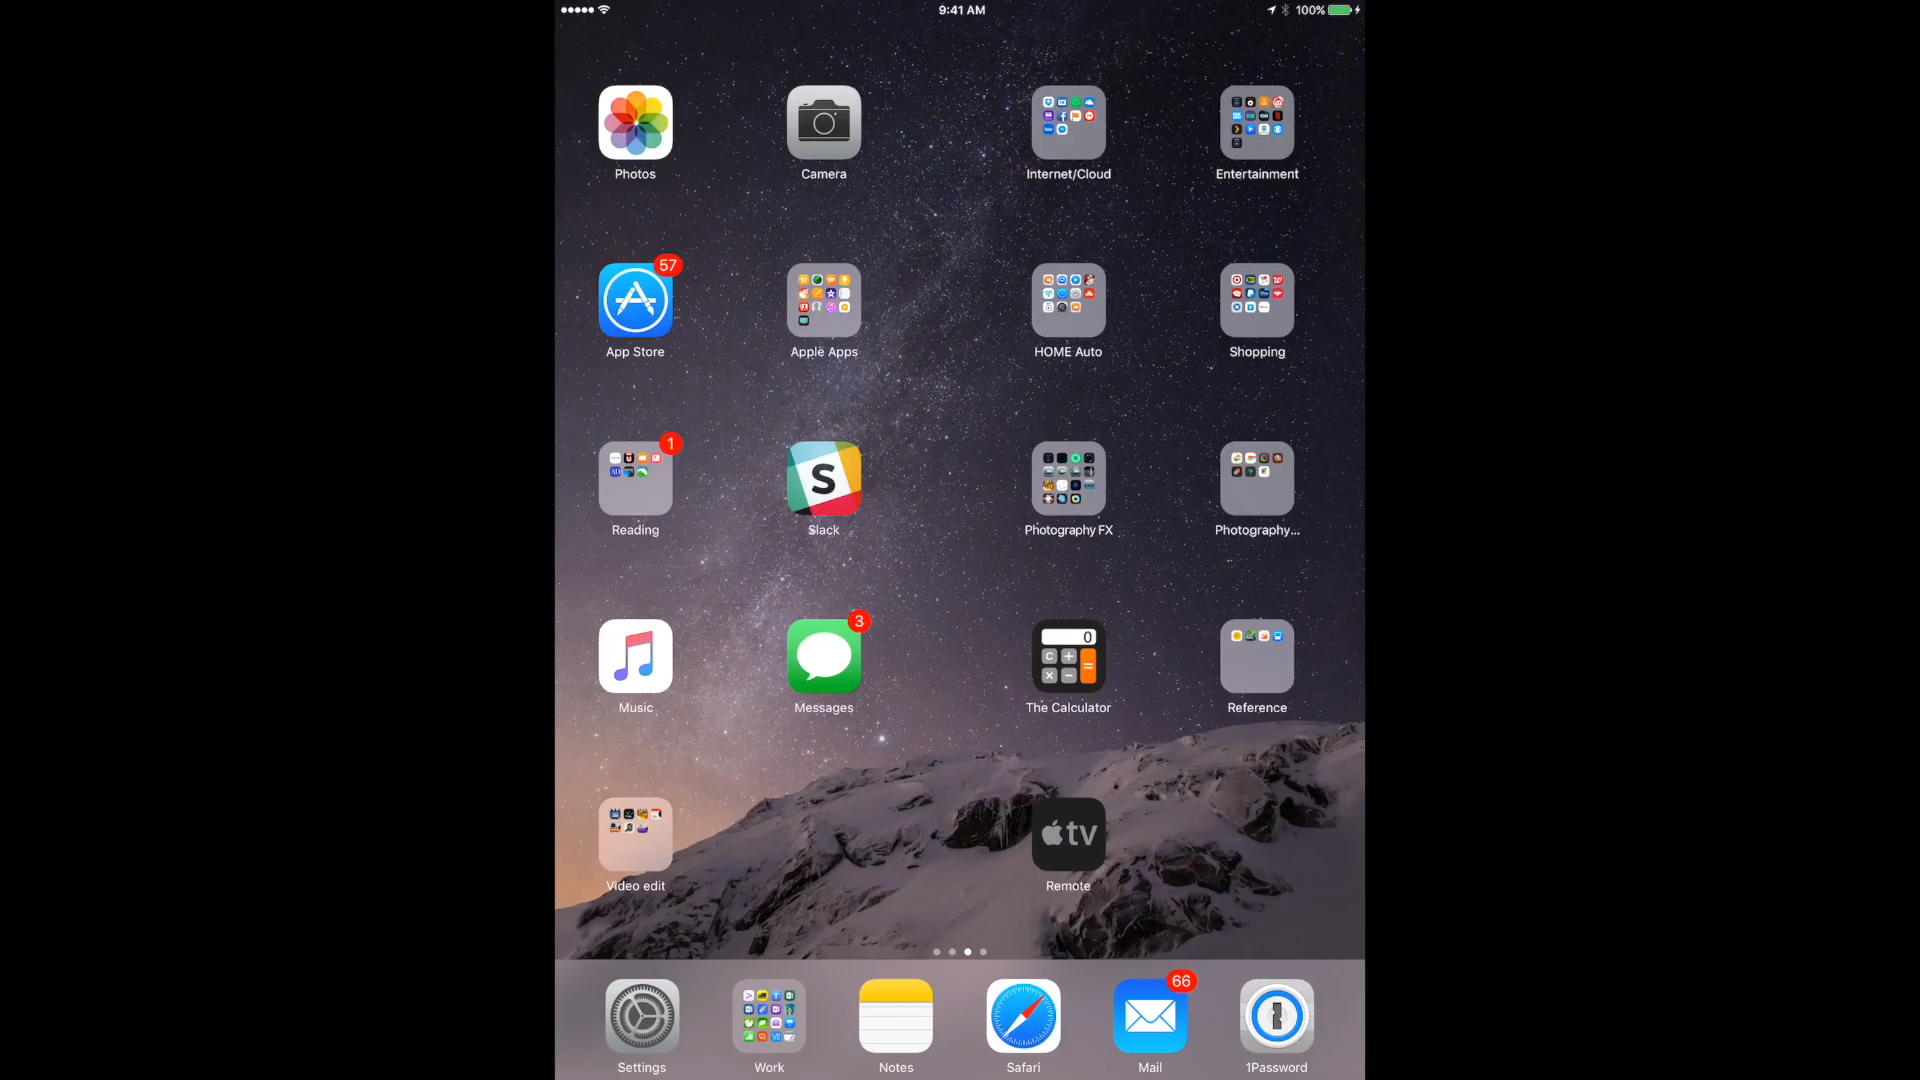 9:41 AM
100%
Photos
Camera
Internet/Cloud
Entertainment
57
App Store
Apple Apps
HOME Auto
Shopping
1
Reading
S
Slack
Photography FX
Photography...
Music
3
Messages
0
C +
=
× −
The Calculator
Reference
Video edit
tv
Remote
Settings
Work
Notes
Safari
66
Mail
1Password